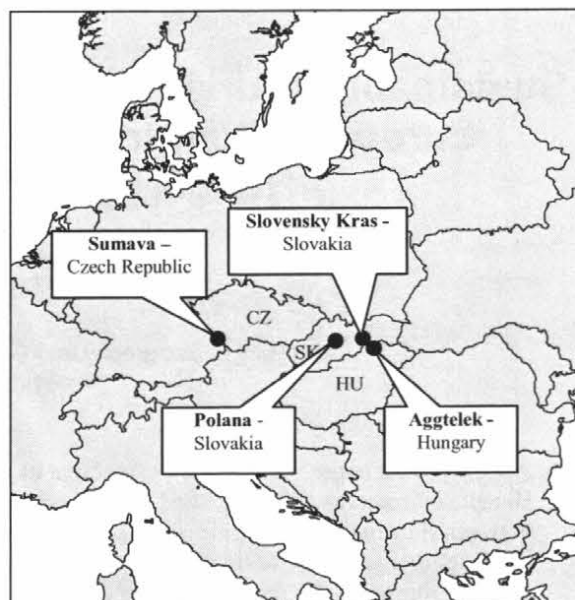 Slovensky Kras -
Slovakia
Sumava –
Czech Republic
CZ
SK
HU
Polana -
Slovakia
Aggtelek -
Hungary